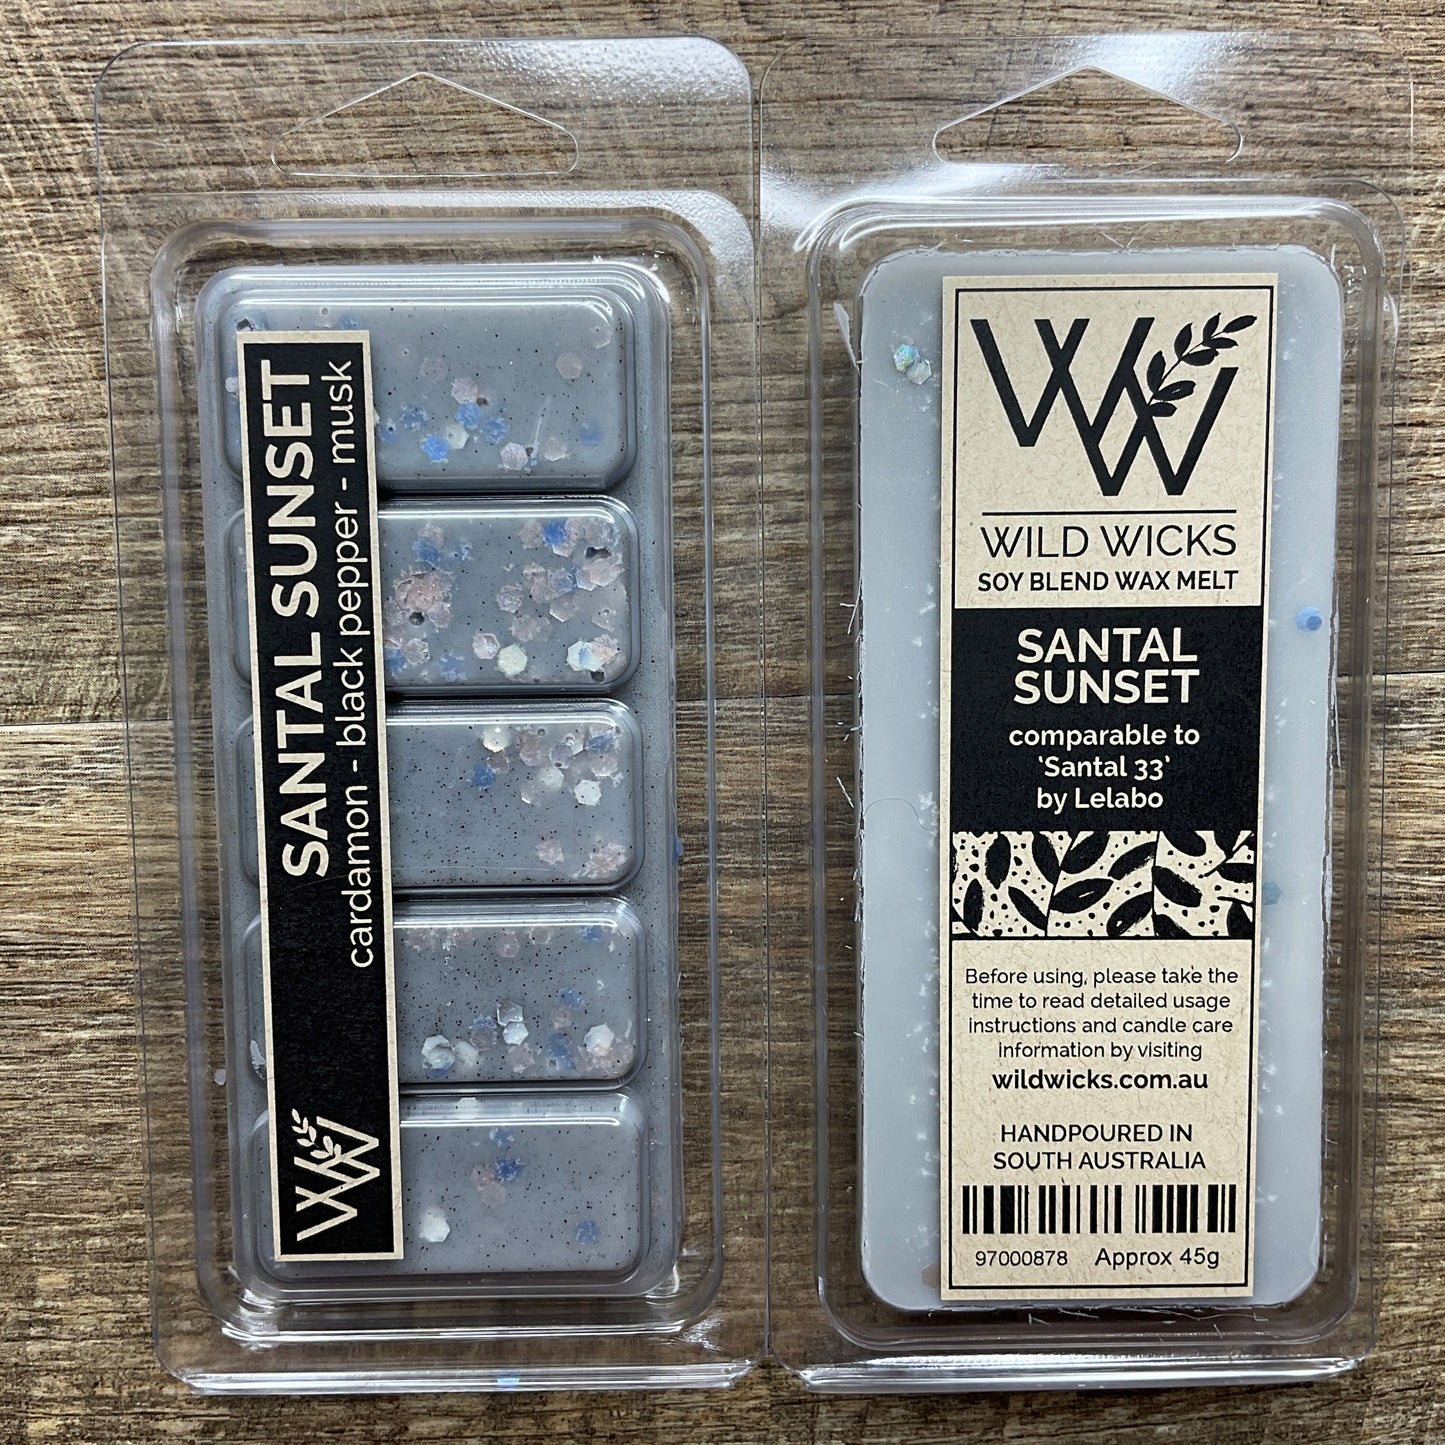 SANTAL SUNSET
cardamon - black pepper - musk
WW
WW
WILD WICKS
SOY BLEND WAX MELT
SANTAL
SUNSET
comparable to
‘Santal 33’
by Lelabo
Before using, please take the
time to read detailed usage
instructions and candle care
information by visiting
wildwicks.com.au
HANDPOURED IN
SOUTH AUSTRALIA
97000878 Approx 45g